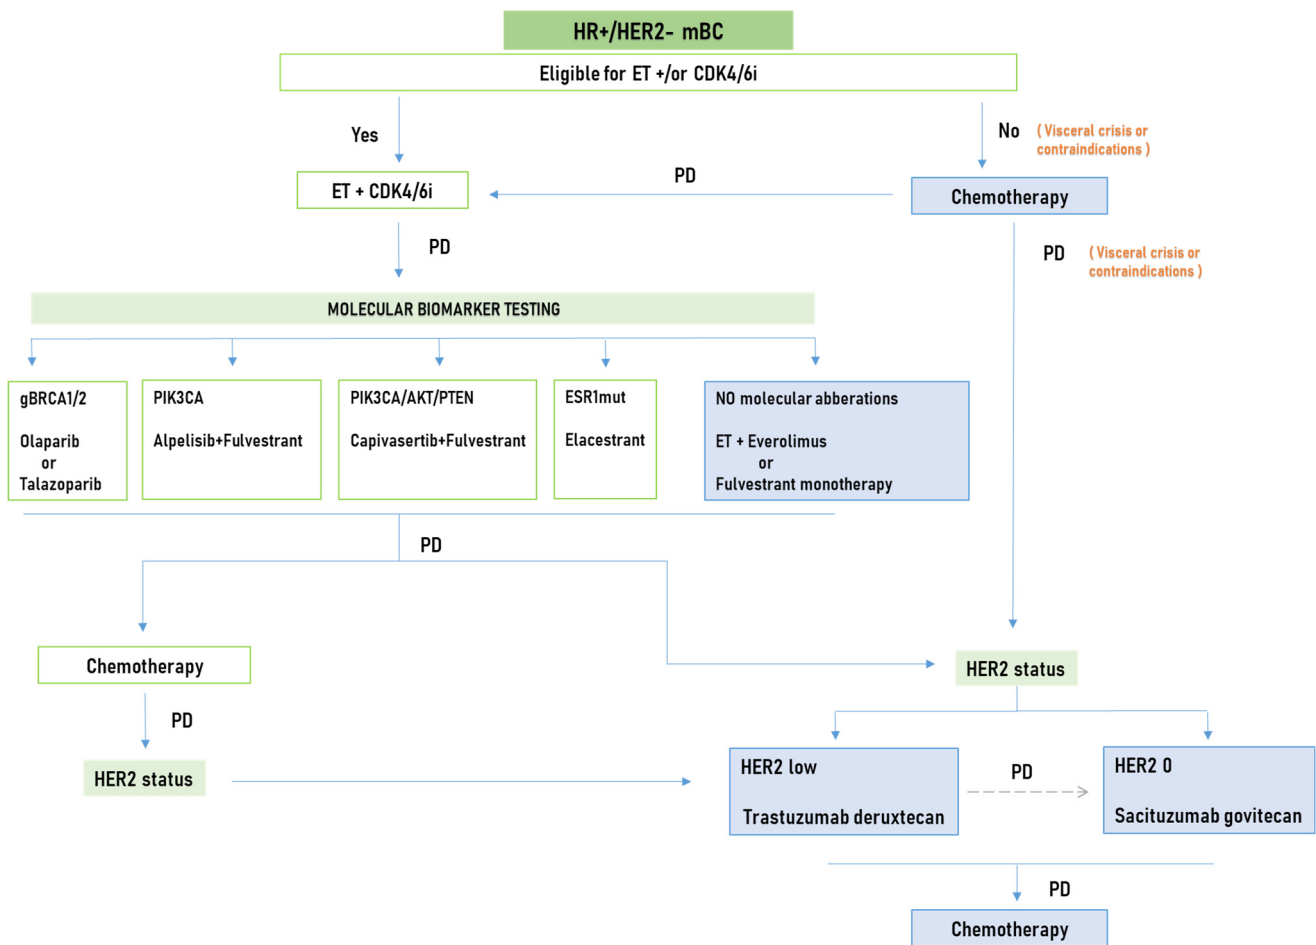 HR+/HER2- mBC
Eligible for ET +/or CDK4/6i
Yes
No
( Visceral crisis or
contraindications )
ET + CDK4/6i
PD
Chemotherapy
PD
PD
( Visceral crisis or
contraindications )
MOLECULAR BIOMARKER TESTING
gBRCA1/2
Olaparib
or
Talazoparib
PIK3CA
Alpelisib+Fulvestrant
PIK3CA/AKT/PTEN
Capivasertib+Fulvestrant
ESR1mut
Elacestrant
NO molecular abberations
ET + Everolimus
or
Fulvestrant monotherapy
PD
Chemotherapy
HER2 status
PD
HER2 status
HER2 low
Trastuzumab deruxtecan
PD
HER2 0
Sacituzumab govitecan
PD
Chemotherapy